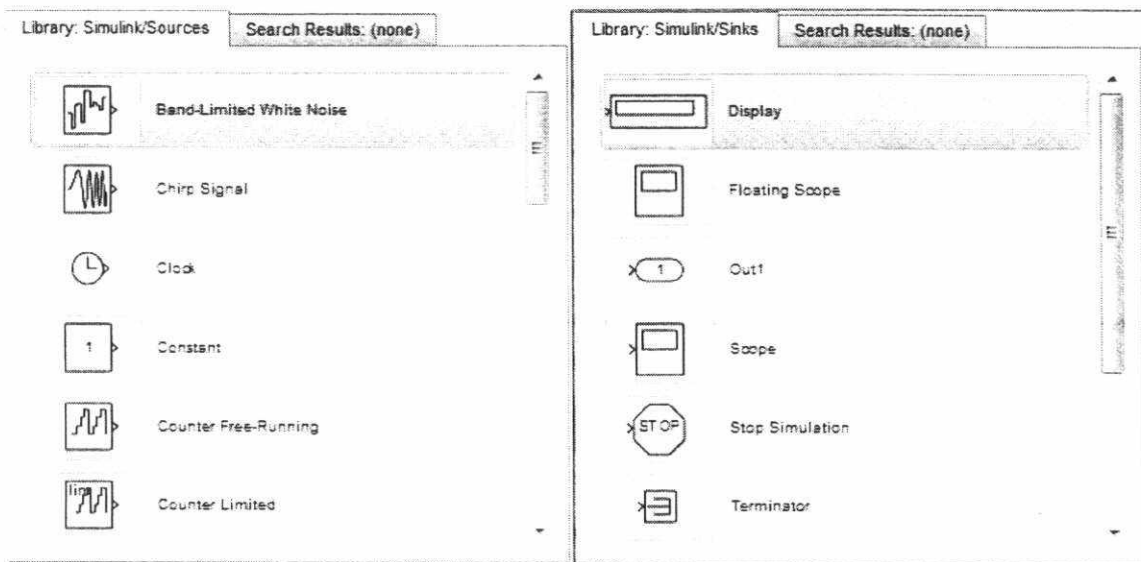 Library: Simulink/Sources
Search Results: (none)
Band-Limited White Noise
Chirp Signal
Clock
1
Constant
Counter Free-Running
lim
Counter Limited
Library: Simulink/Sinks
Search Results: (none)
Display
Floating Scope
1
Out1
Scope
STOP
Stop Simulation
Terminator